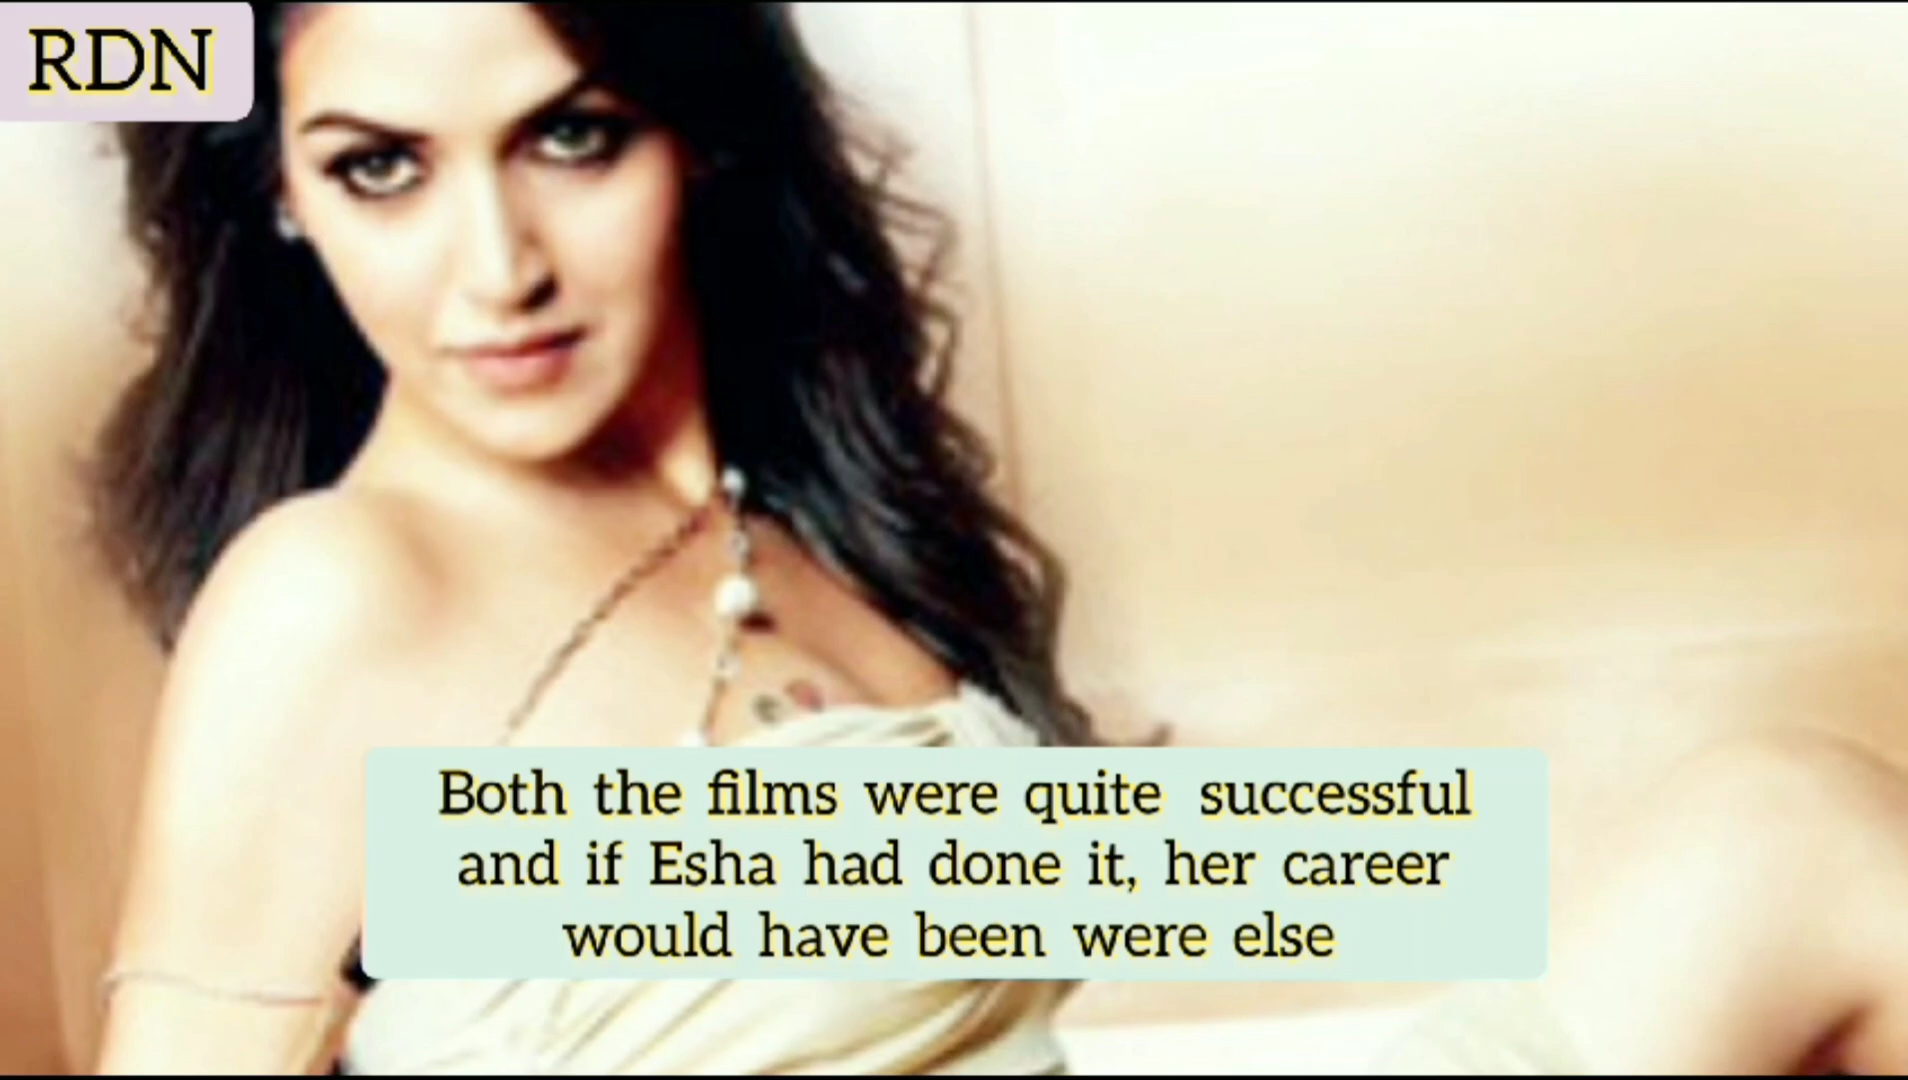 RDN
Both the films were quite successful
and if Esha had done it, her career
would have been were else